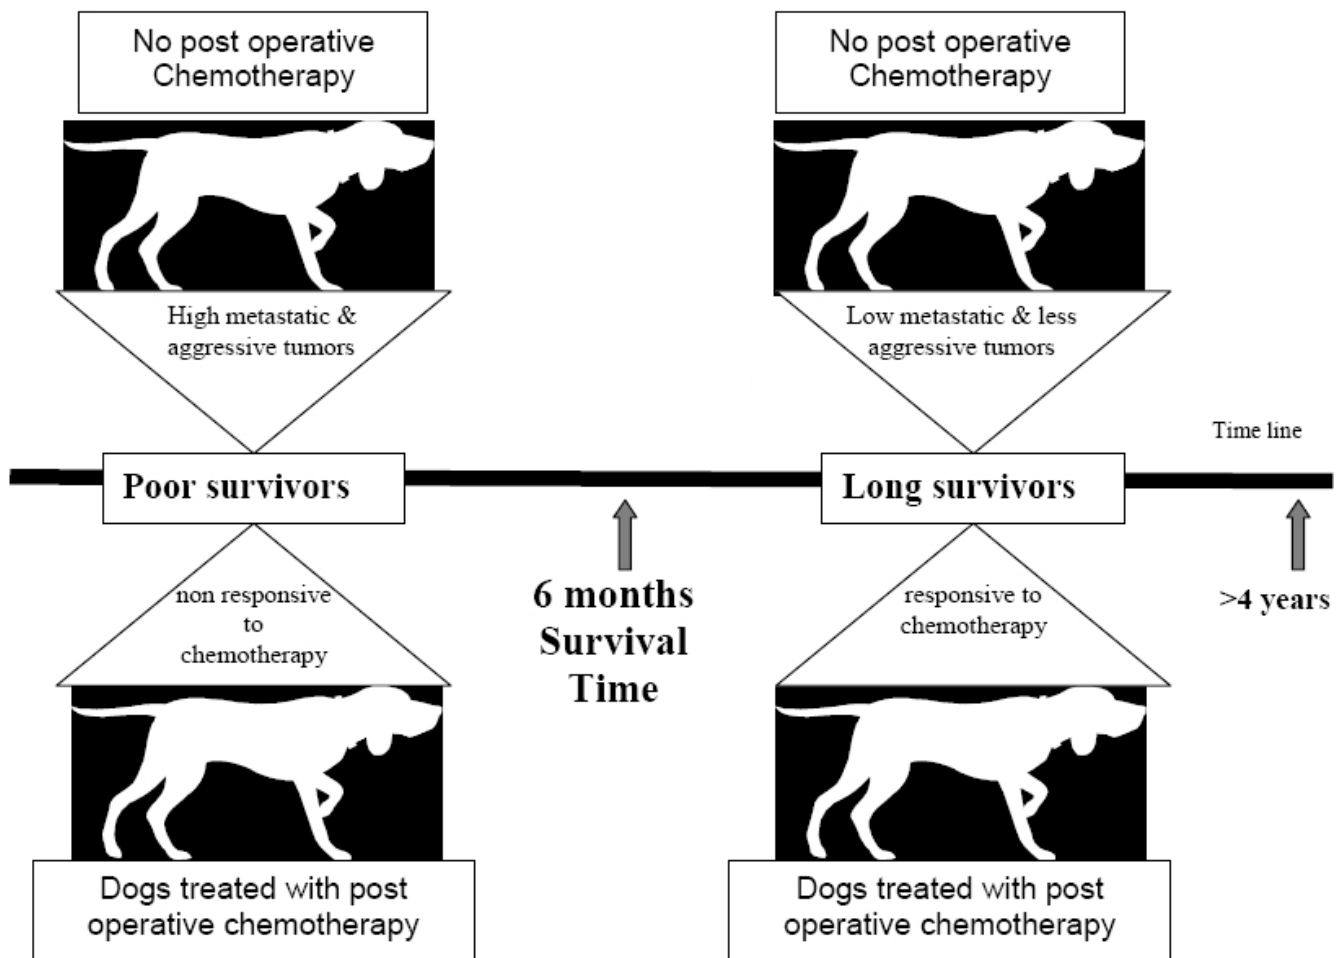 No post operative
Chemotherapy
No post operative
Chemotherapy
High metastatic &
aggressive tumors
Low metastatic & less
aggressive tumors
Time line
Poor survivors
Long survivors
non responsive
to
chemotherapy
6 months
Survival
Time
responsive to
chemotherapy
>4 years
Dogs treated with post
operative chemotherapy
Dogs treated with post
operative chemotherapy